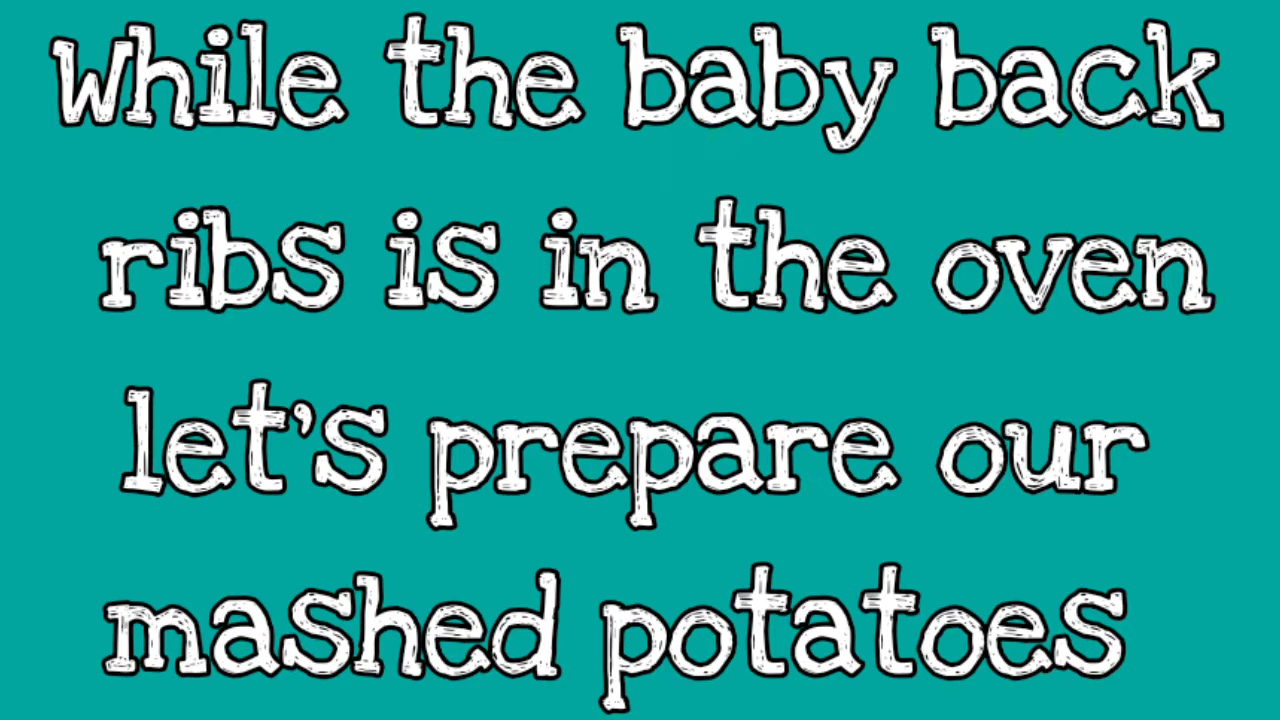 While the baby back
ribs is in the oven
let's prepare our
mashed potatoes